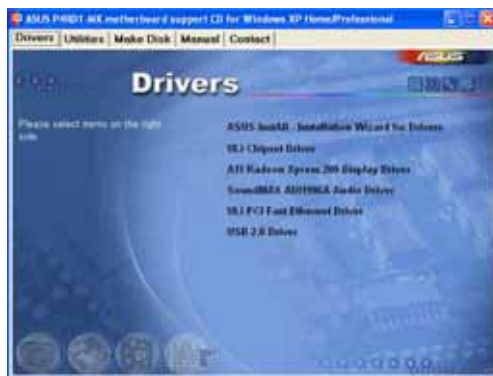 ASUS P4RD1-MX motherboard support CD for Windows XP Home/Professional
Drivers Utilities Make Disk Manual Contact
Drivers
Please select items on the right side.
ASUS InstAll - Installation Wizard for Drivers
ULi Chipset Driver
ATI Radeon Xpress 200 Display Driver
SoundMAX AD1986A Audio Driver
ULi PCI Fast Ethernet Driver
USB 2.0 Driver